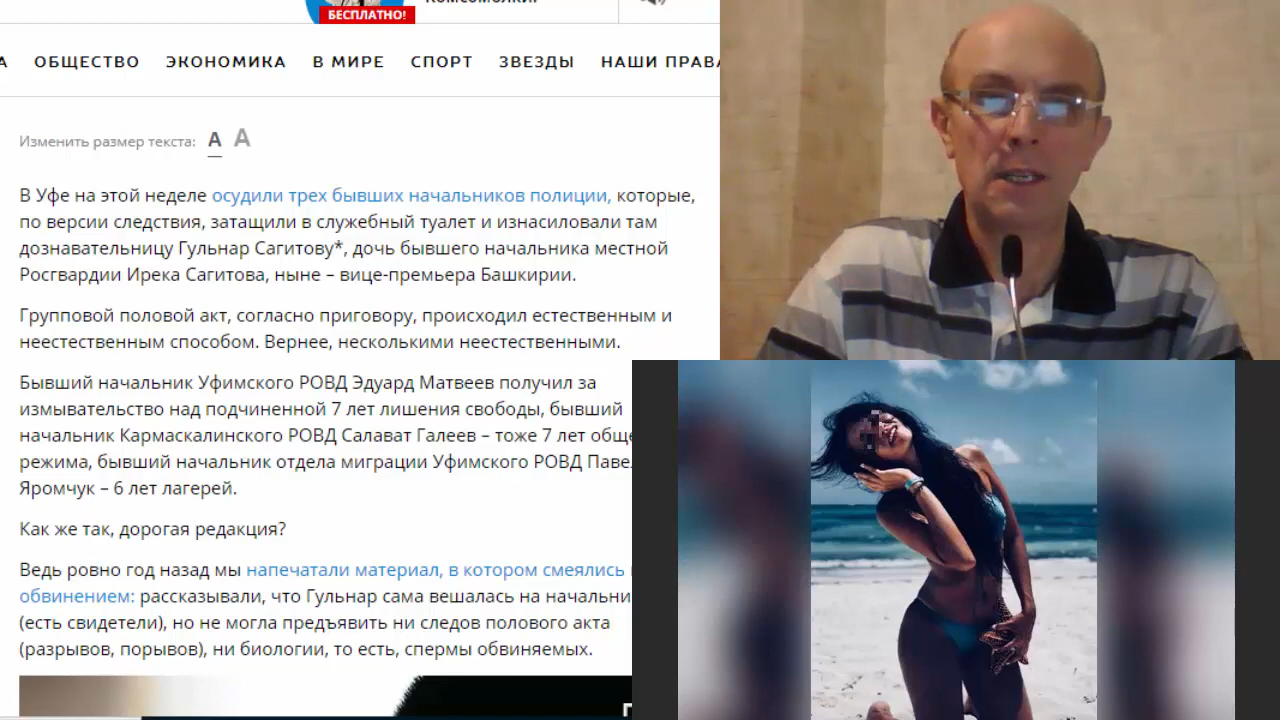 БЕСПЛАТНО!
ОБЩЕСТВО ЭКОНОМИКА В МИРЕ СПОРТ ЗВЕЗДЫ НАШИ
Изменить размер текста: А А
В Уфе на этой неделе осудили трех бывших начальников полиции, которые,
по версии следствия, затащили в служебный туалет и изнасиловали там
дознавательницу Гульнар Сагитову*, дочь бывшего начальника местной
Росгвардии Ирека Сагитова, ныне – вице-премьера Башкирии.
Групповой половой акт, согласно приговору, происходил естественным и
неестественным способом. Вернее, несколькими неестественными.
Бывший начальник Уфимского РОВД Эдуард Матвеев получил за
измывательство над подчиненной 7 лет лишения свободы, бывший
начальник Кармаскалинского РОВД Салават Галеев – тоже 7 лет
режима, бывший начальник отдела миграции Уфимского РОВД
Яромчук – 6 лет лагерей.
Как же так, дорогая редакция?
Ведь ровно год назад мы напечатали материал, в котором смеялись
обвинением: рассказывали, что Гульнар сама вешалась на
(есть свидетели), но не могла предъявить ни следов полового акта
(разрывов, порывов), ни биологии, то есть, спермы обвиняемых.